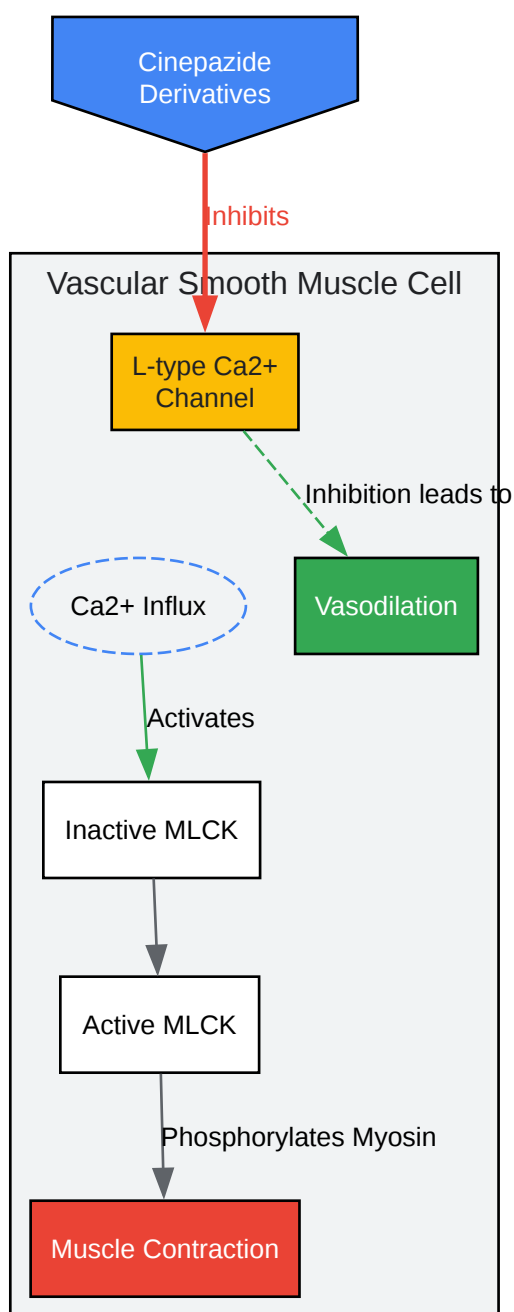 Cinepazide
Derivatives
Inhibits
Vascular Smooth Muscle Cell
L-type Ca2+
Channel
Inhibition leads to
Ca2+ Influx
Vasodilation
Activates
Inactive MLCK
Active MLCK
Phosphorylates Myosin
Muscle Contraction